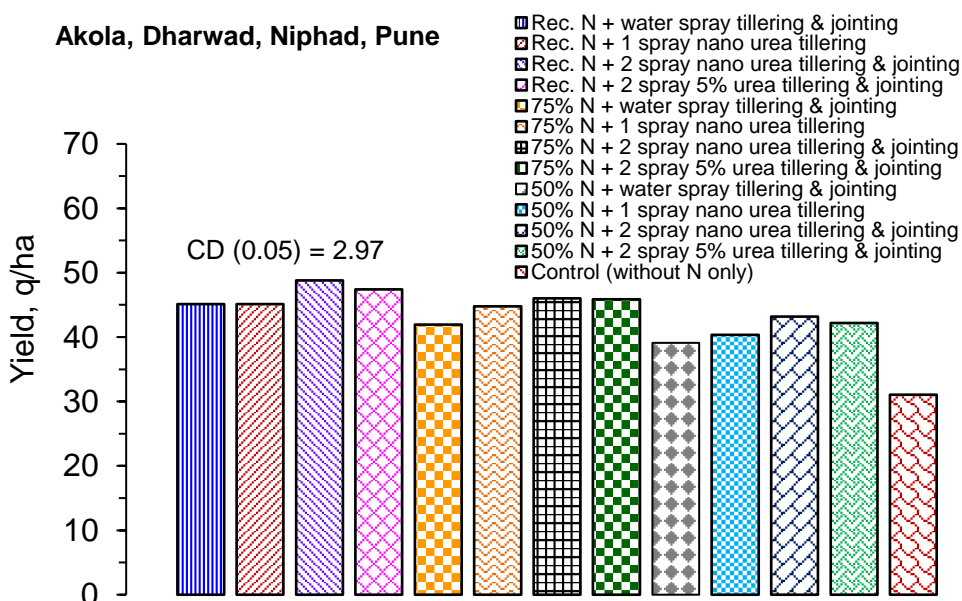 Akola, Dharwad, Niphad, Pune
Rec. N + water spray tillering & jointing
Rec. N + 1 spray nano urea tillering
Rec. N + 2 spray nano urea tillering & jointing
Rec. N + 2 spray 5% urea tillering & jointing
75% N + water spray tillering & jointing
75% N + 1 spray nano urea tillering
75% N + 2 spray nano urea tillering & jointing
75% N + 2 spray 5% urea tillering & jointing
50% N + water spray tillering & jointing
50% N + 1 spray nano urea tillering
50% N + 2 spray nano urea tillering & jointing
50% N + 2 spray 5% urea tillering & jointing
Control (without N only)
CD (0.05) = 2.97
Yield, q/ha
70
60
50
40
30
20
10
0